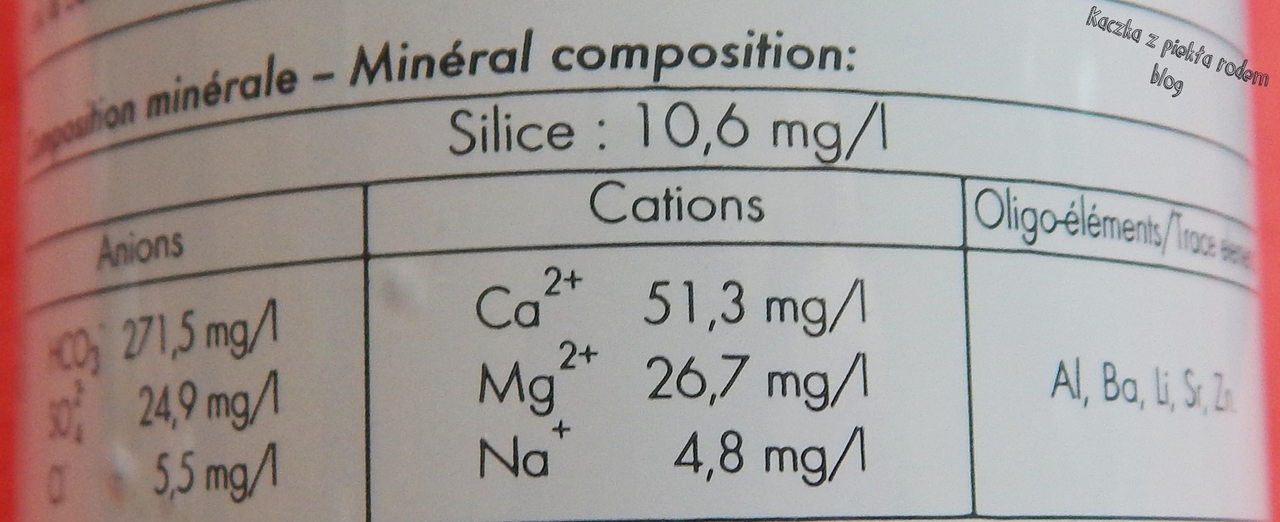 Kaczka z piekła rodem
blog
Composition minérale – Minéral composition:
Silice : 10,6 mg/l
Anions
HCO₃⁻ 271,5 mg/l
SO₄²⁻ 24,9 mg/l
Cl⁻ 5,5 mg/l
Cations
Ca²⁺ 51,3 mg/l
Mg²⁺ 26,7 mg/l
Na⁺ 4,8 mg/l
Oligo-éléments/Trace
Al, Ba, Li, Sr, Zn